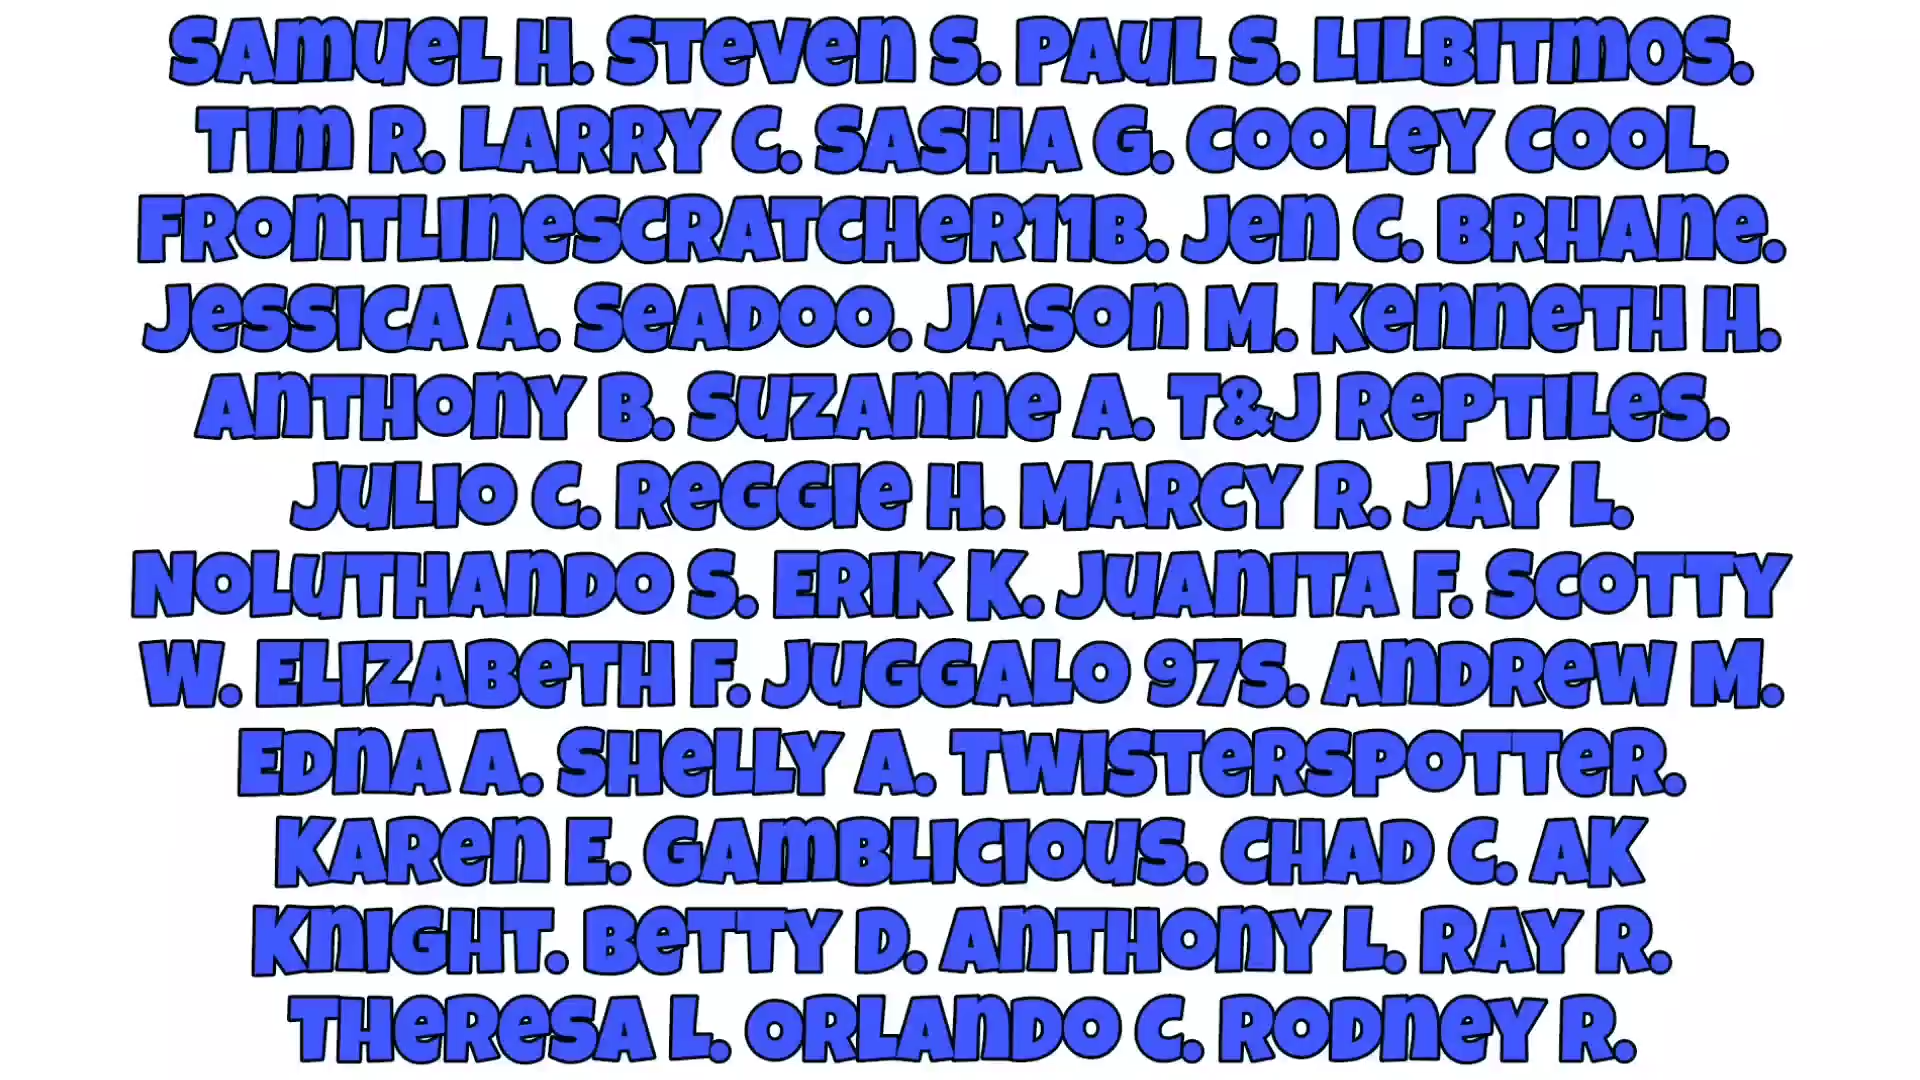 Samuel H. Steven S. Paul S. Lilbitmos.
Tim R. Larry C. Sasha G. Cooley Cool.
Frontlinescratcher11B. Jen C. Brhane.
Jessica A. Seadoo. Jason M. Kenneth H.
Anthony B. Suzanne A. T&J Reptiles.
Julio C. Reggie H. Marcy R. Jay L.
Noluthando S. Erik K. Juanita F. Scotty
W. Elizabeth F. Juggalo 97s. Andrew M.
Edna A. Shelly A. Twisterspotter.
Karen E. Gamblicious. Chad C. AK
Knight. Betty D. Anthony L. Ray R.
Theresa L. Orlando C. Rodney R.